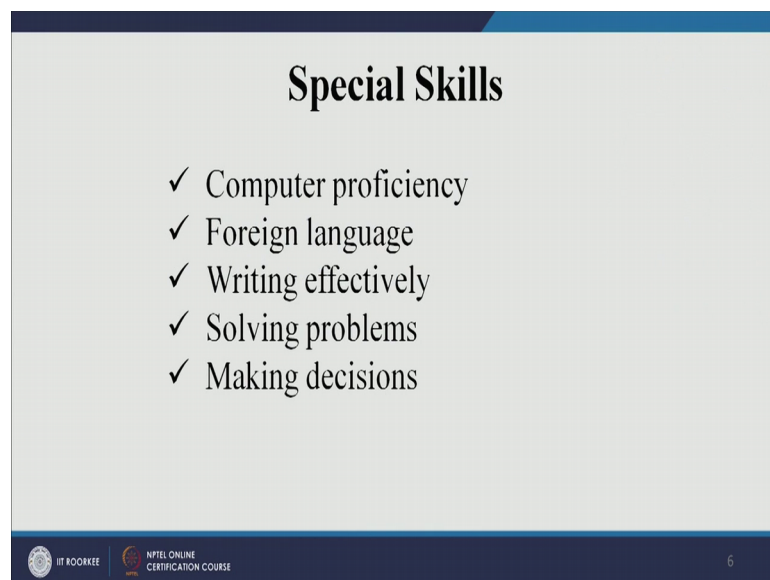 Special Skills
✓ Computer proficiency
✓ Foreign language
✓ Writing effectively
✓ Solving problems
✓ Making decisions
IIT ROORKEE
NPTEL ONLINE
CERTIFICATION COURSE
6